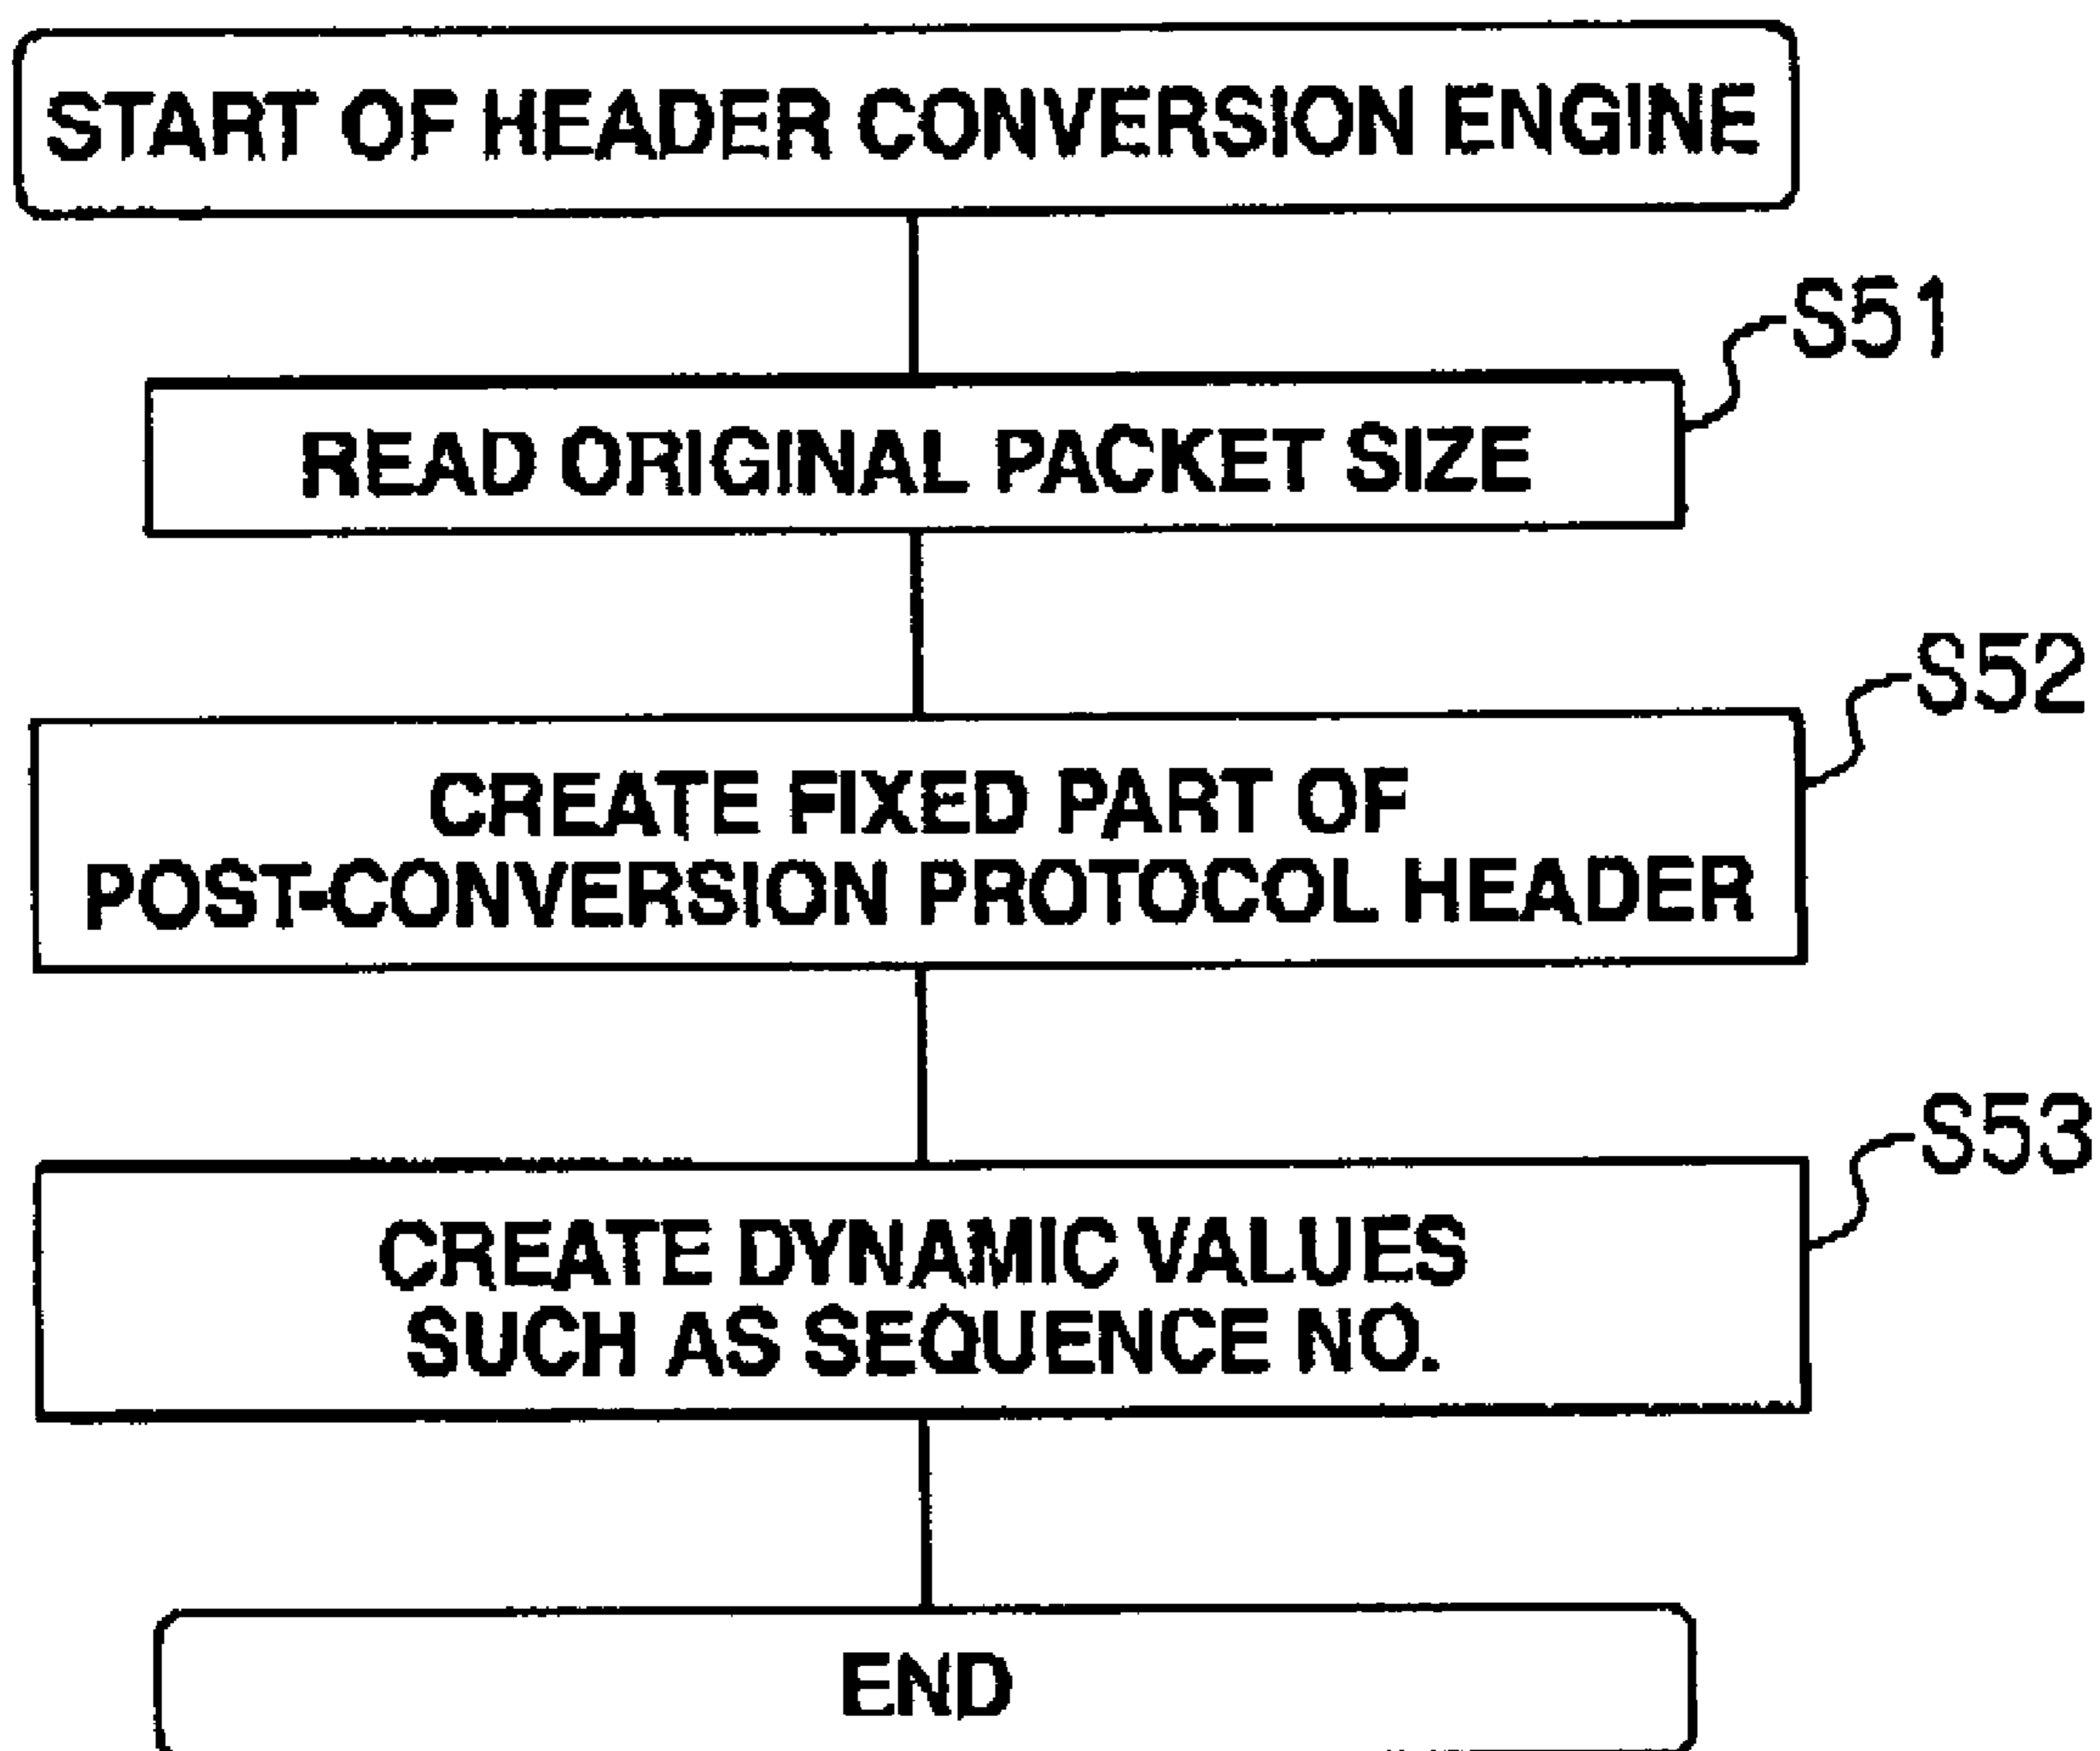 START OF HEADER CONVERSION ENGINE
S51
READ ORIGINAL PACKET SIZE
S52
CREATE FIXED PART OF
POST-CONVERSION PROTOCOL HEADER
S53
CREATE DYNAMIC VALUES
SUCH AS SEQUENCE NO.
END